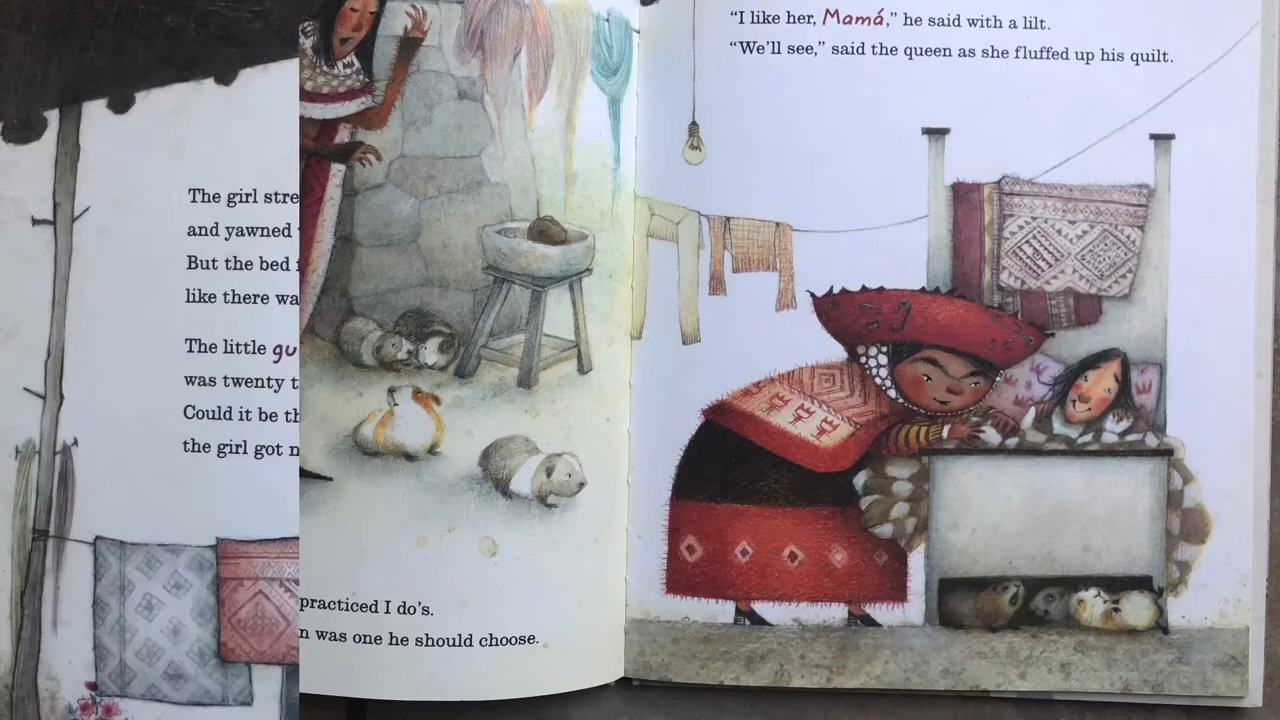 The girl stre
and yawned
But the bed
like there wa
The little gu
was twenty t
Could it be th
the girl got n
practiced I do's.
n was one he should choose.
“I like her, Mamá,” he said with a lilt.
“We'll see,” said the queen as she fluffed up his quilt.